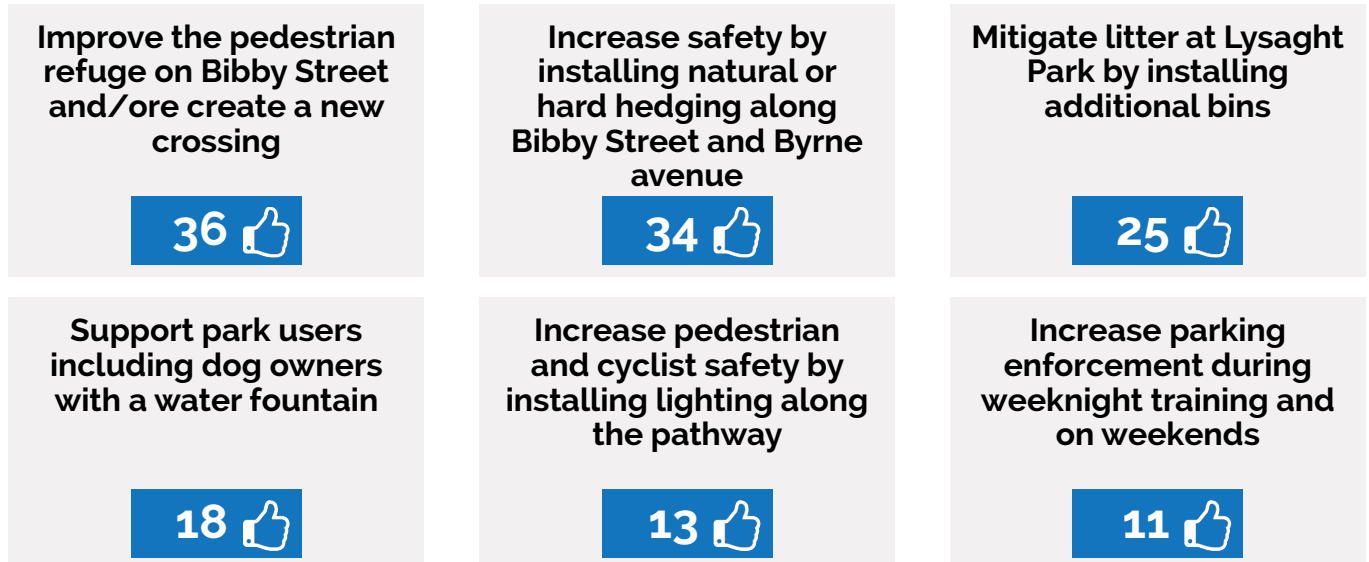 Improve the pedestrian
refuge on Bibby Street
and/ore create a new
crossing
36
Increase safety by
installing natural or
hard hedging along
Bibby Street and Byrne
avenue
34
Mitigate litter at Lysaght
Park by installing
additional bins
25
Support park users
including dog owners
with a water fountain
18
Increase pedestrian
and cyclist safety by
installing lighting along
the pathway
13
Increase parking
enforcement during
weeknight training and
on weekends
11